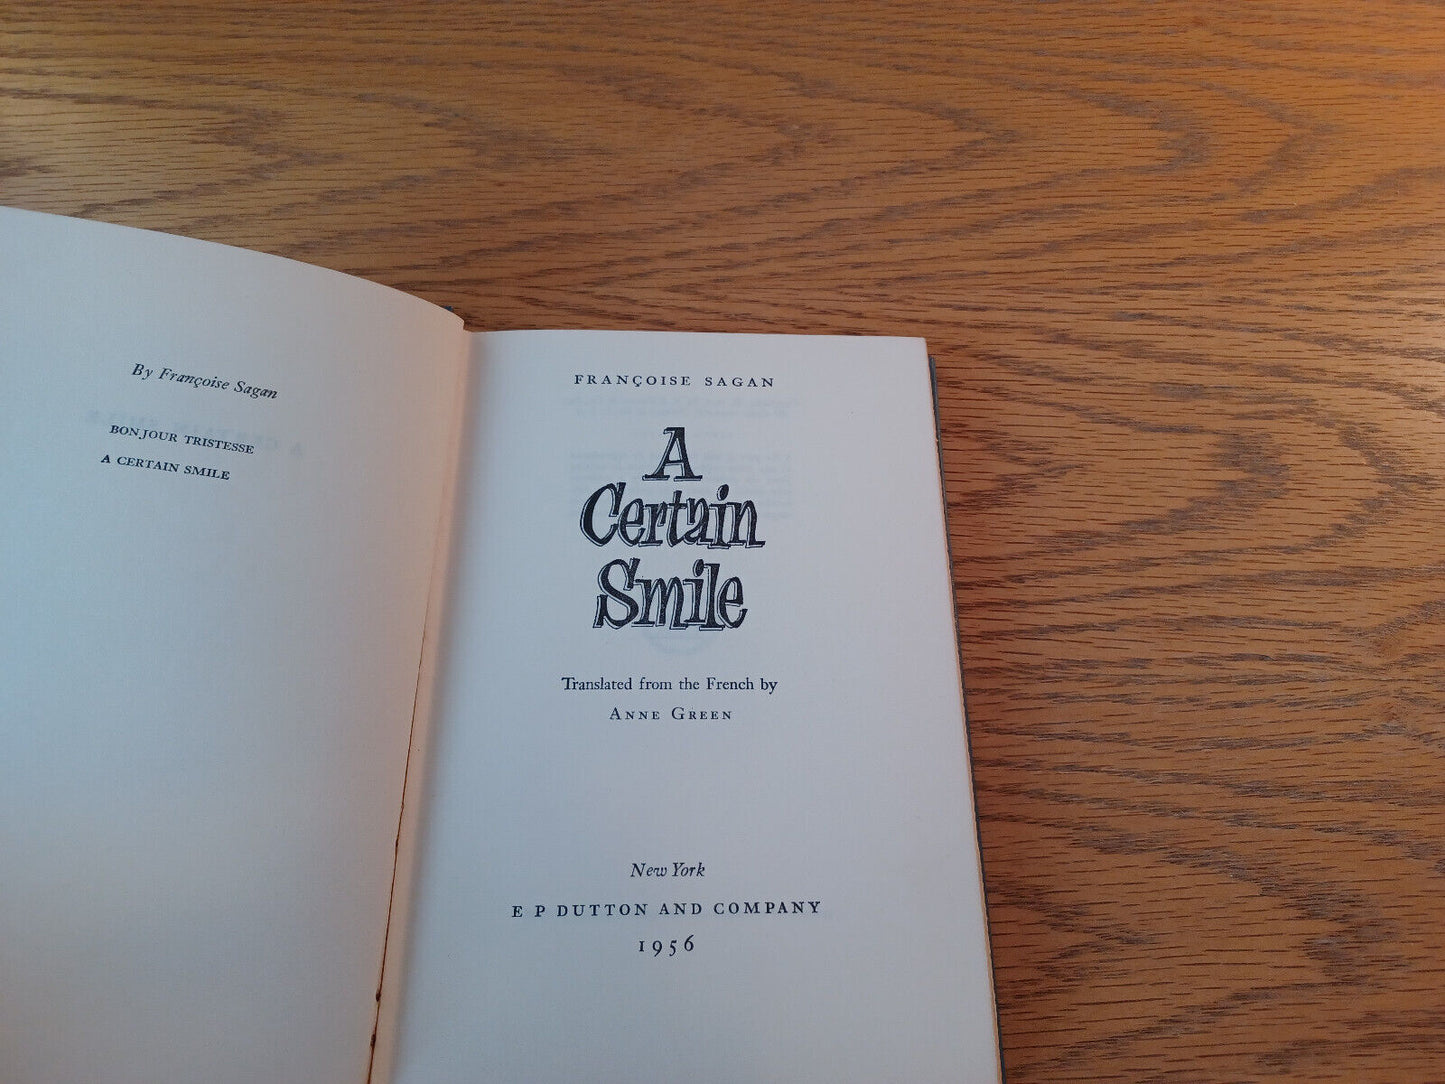 By Françoise Sagan
BONJOUR TRISTESSE
A CERTAIN SMILE
FRANÇOISE SAGAN
A
Certain
Smile
Translated from the French by
ANNE GREEN
New York
E P DUTTON AND COMPANY
1956